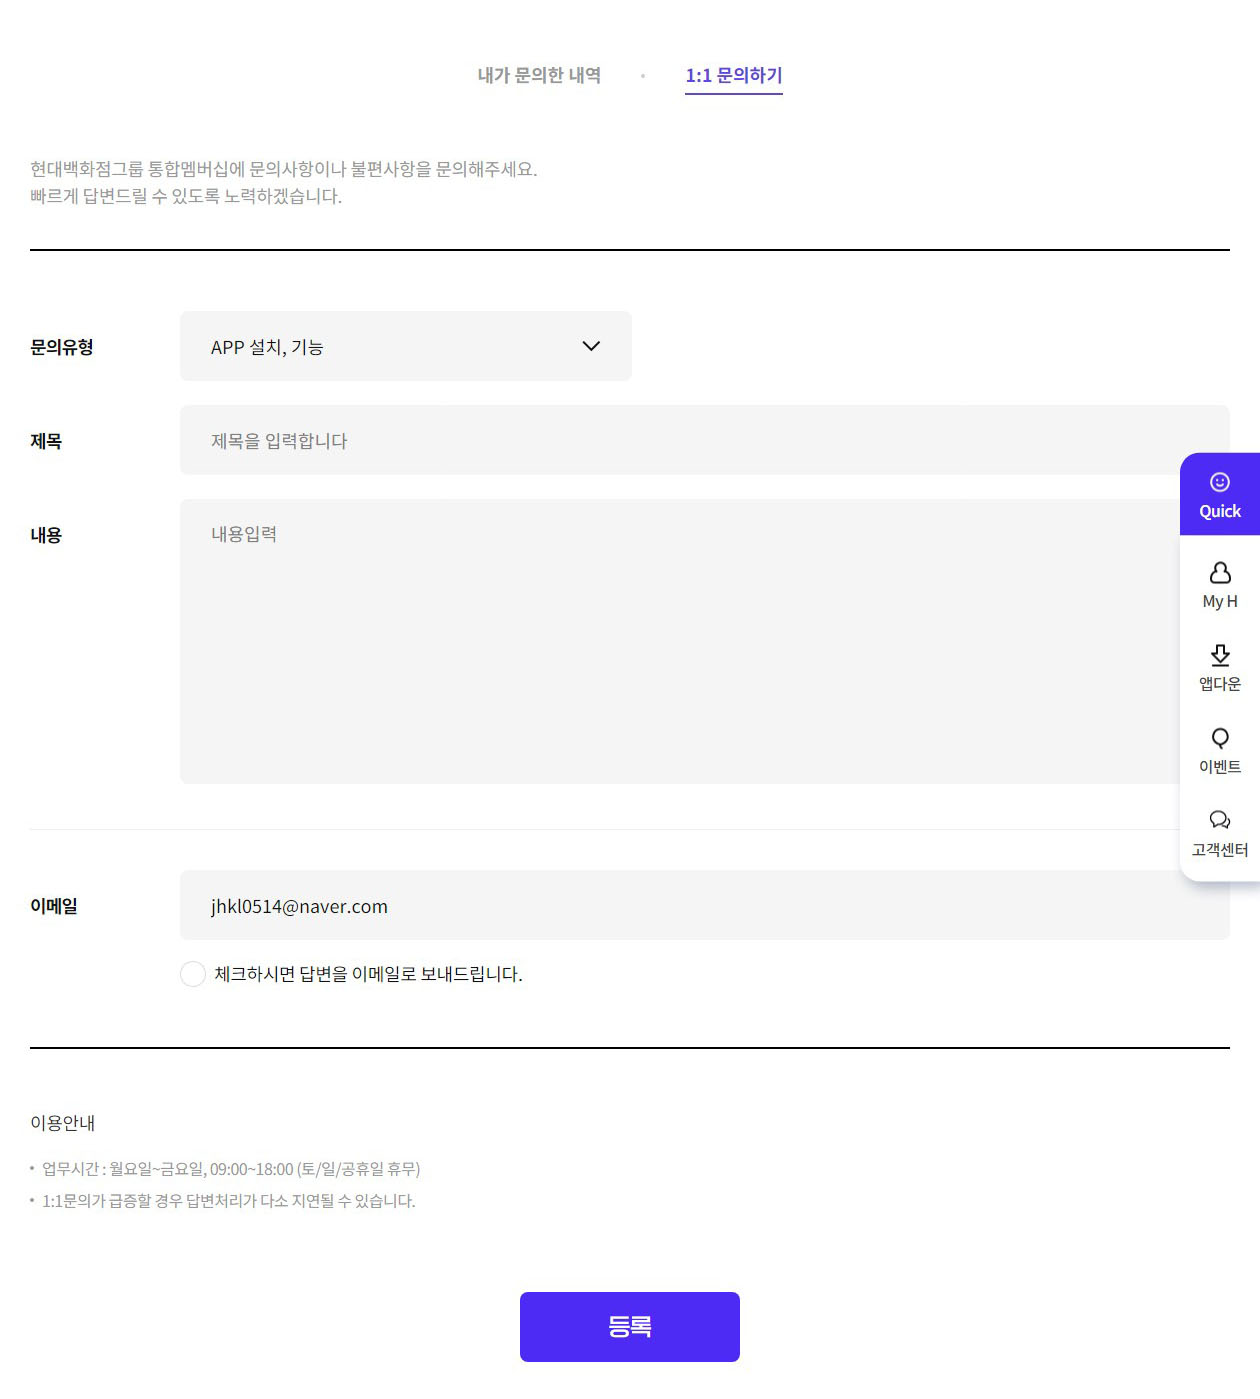 내가 문의한 내역
1:1 문의하기
현대백화점그룹 통합멤버십에 문의사항이나 불편사항을 문의해주세요.
빠르게 답변드릴 수 있도록 노력하겠습니다.
문의유형
APP 설치, 기능
제목
제목을 입력합니다
내용
내용입력
Quick
My H
앱다운
이벤트
고객센터
이메일
jhkl0514@naver.com
체크하시면 답변을 이메일로 보내드립니다.
이용안내
• 업무시간 : 월요일~금요일, 09:00~18:00 (토/일/공휴일 휴무)
• 1:1문의가 급증할 경우 답변처리가 다소 지연될 수 있습니다.
등록